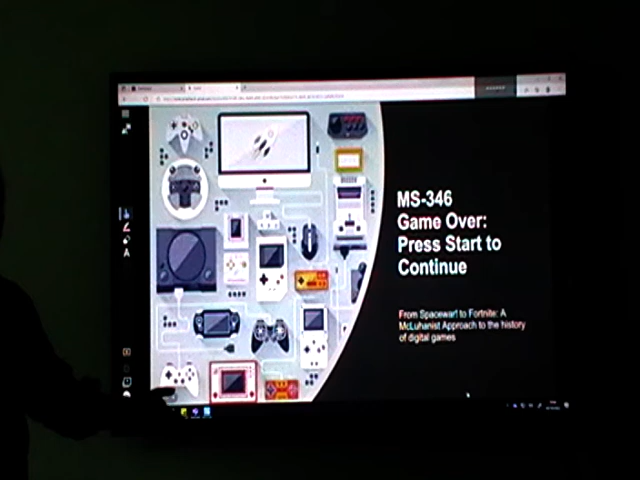 MS-346
Game Over:
Press Start to
Continue
From Spacewar! to Fortnite: A
McLuhanist Approach to the history
of digital games